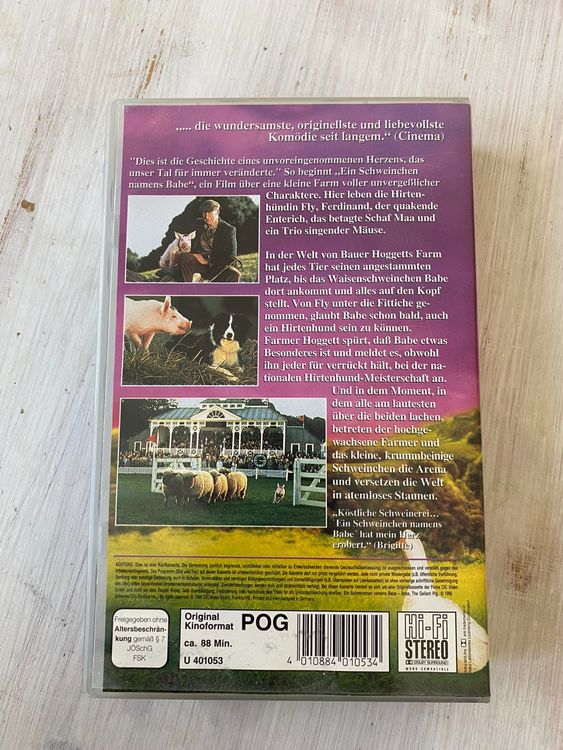 „.... die wundersamste, originellste und liebevollste
Komödie seit langem.“ (Cinema)
"Dies ist die Geschichte eines unvoreingenommenen Herzens, das
unser Tal für immer veränderte." So beginnt „Ein Schweinchen
namens Babe“, ein Film über eine kleine Farm voller unvergeßlicher
Charaktere. Hier leben die Hirten-
hündin Fly, Ferdinand, der quakende
Enterich, das betagte Schaf Maa und
ein Trio singender Mäuse.
In der Welt von Bauer Hoggetts Farm
hat jedes Tier seinen angestammten
Platz, bis das Waisenschweinchen Babe
dort ankommt und alles auf den Kopf
stellt. Von Fly unter die Fittiche ge-
nommen, glaubt Babe schon bald, auch
ein Hirtenhund sein zu können.
Farmer Hoggett spürt, daß Babe etwas
Besonderes ist und meldet es, obwohl
ihn jeder für verrückt hält, bei der na-
tionalen Hirtenhund-Meisterschaft an.
Und in dem Moment, in
dem alle am lautesten
über die beiden lachen,
betreten der hochge-
wachsene Farmer und
das kleine, krummbeinige
Schweinchen die Arena
und versetzen die Welt
in atemloses Staunen.
„Köstliche Schweinerei...
'Ein Schweinchen namens
Babe' hat mein Herz
erobert.“ (Brigitte)
Freigegeben ohne
Altersbeschrän-
kung gemäß § 7
JÖSchG
FSK
Original
Kinoformat
POG
ca. 88 Min.
U 401053
4 010884 010534
Hi-Fi
STEREO
DOLBY SURROUND
MONO COMPATIBLE